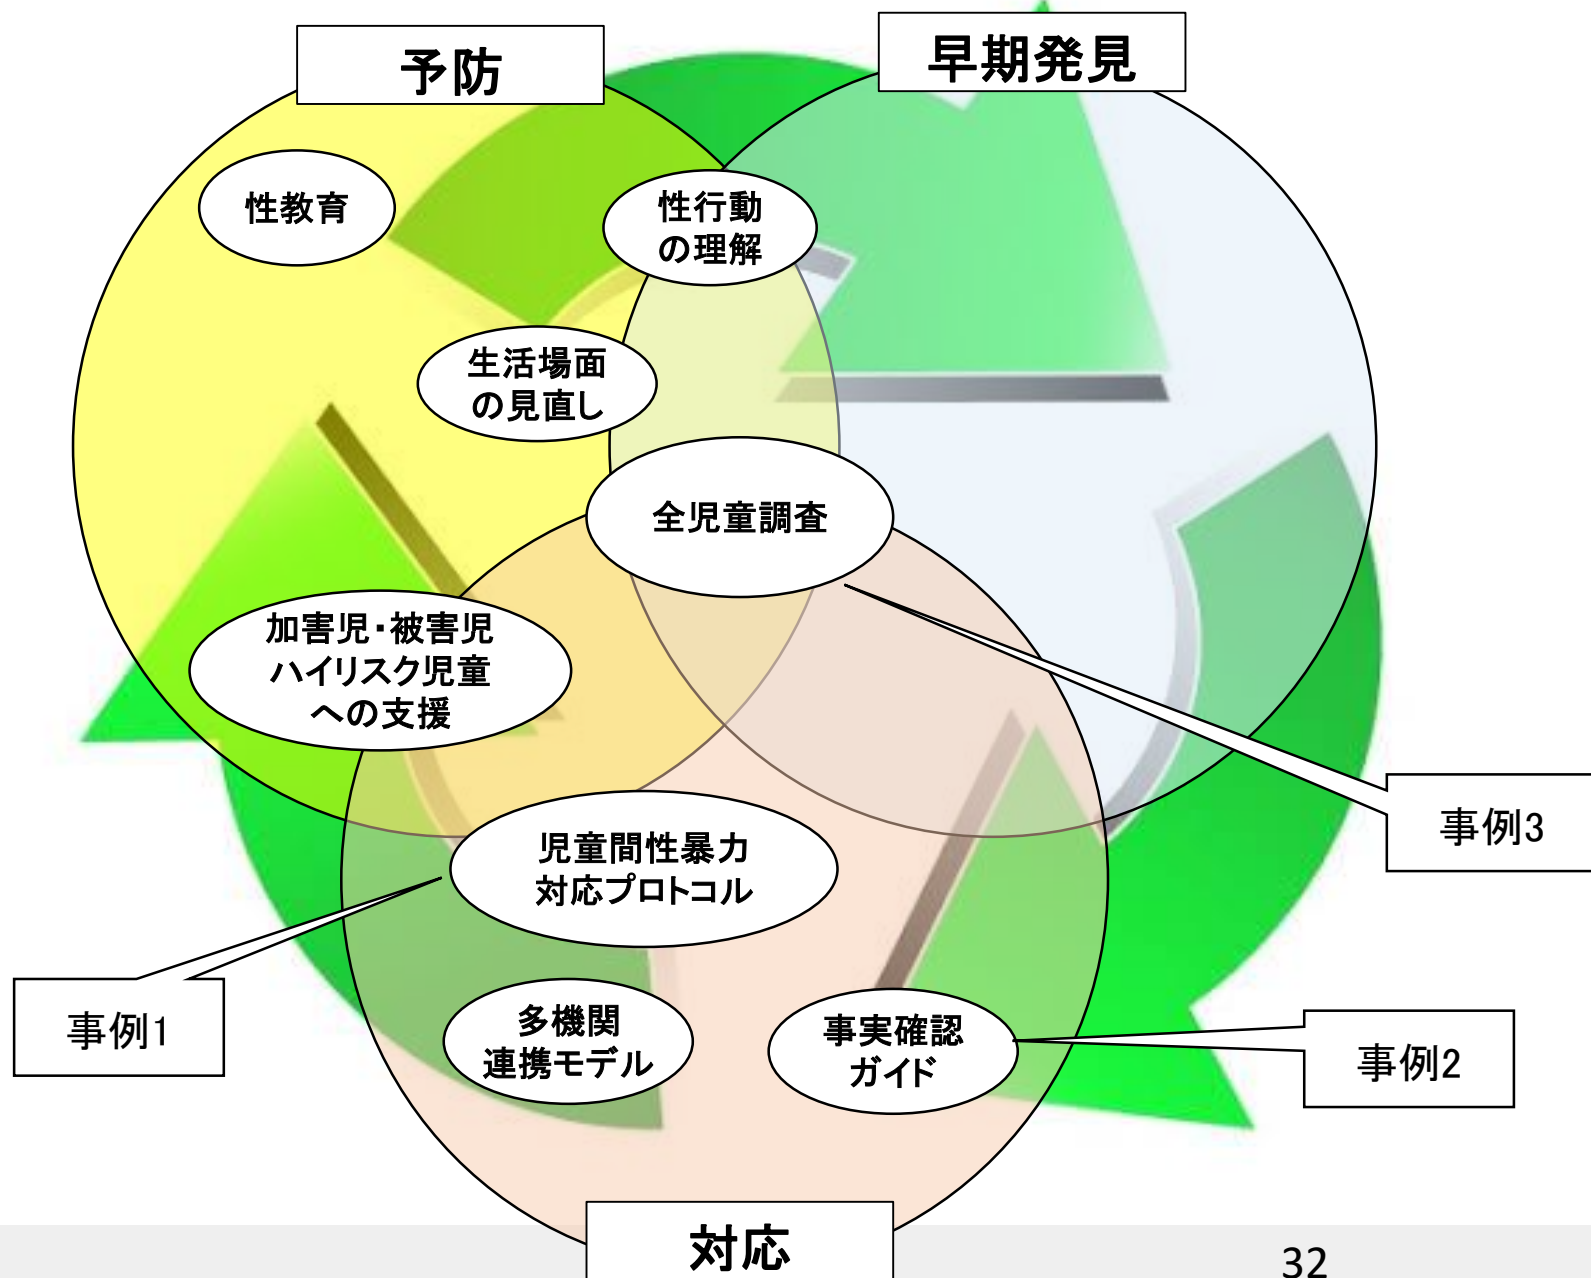 予防
早期発見
性教育
性行動
の理解
生活場面
の見直し
全児童調査
加害児・被害児
ハイリスク児童
への支援
事例3
児童間性暴力
対応プロトコル
事例1
多機関
連携モデル
事実確認
ガイド
事例2
対応
32